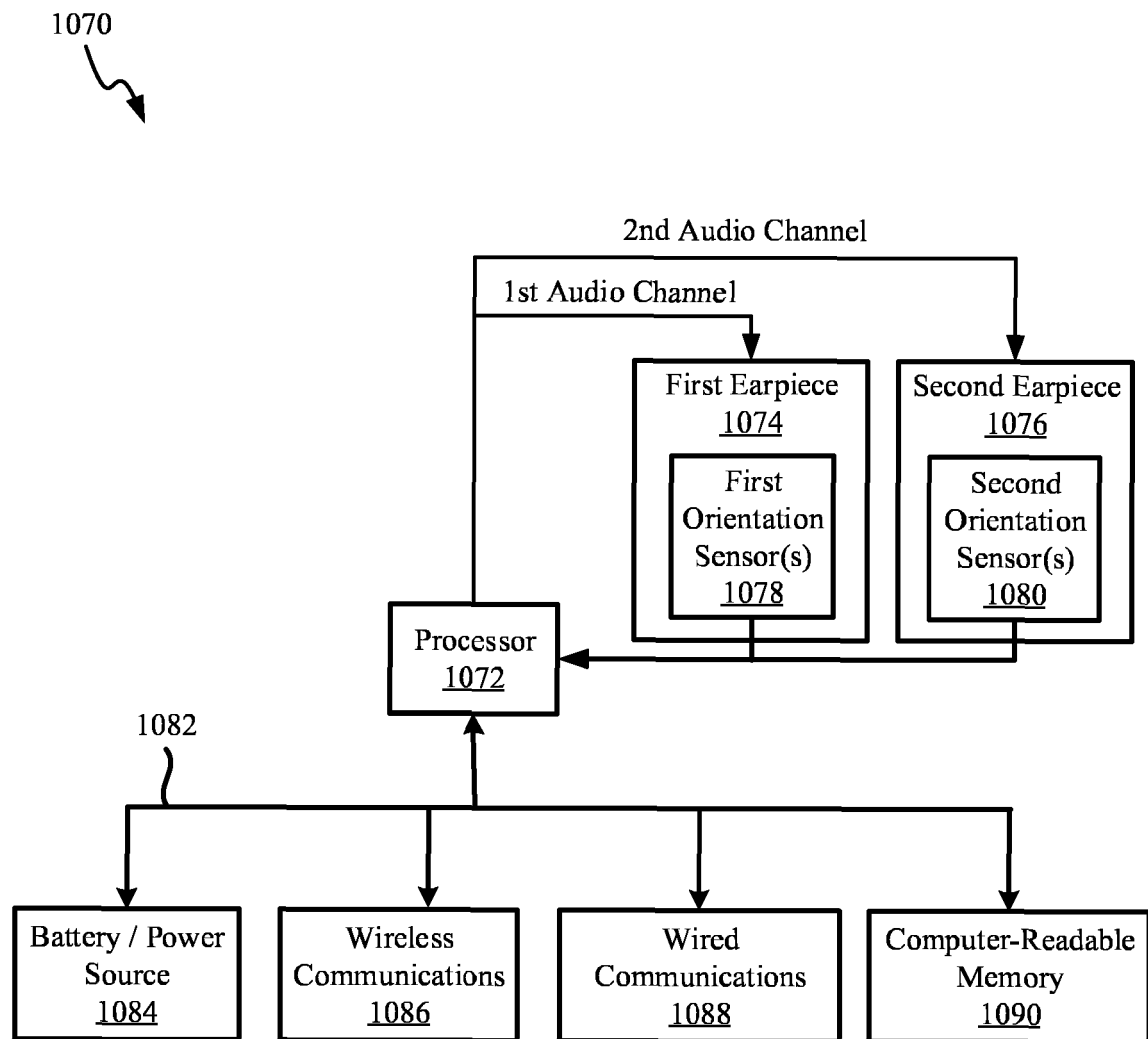 1070
2nd Audio Channel
1st Audio Channel
First Earpiece
1074
Second Earpiece
1076
First
Orientation
Sensor(s)
1078
Second
Orientation
Sensor(s)
1080
Processor
1072
1082
Battery / Power
Source
1084
Wireless
Communications
1086
Wired
Communications
1088
Computer-Readable
Memory
1090